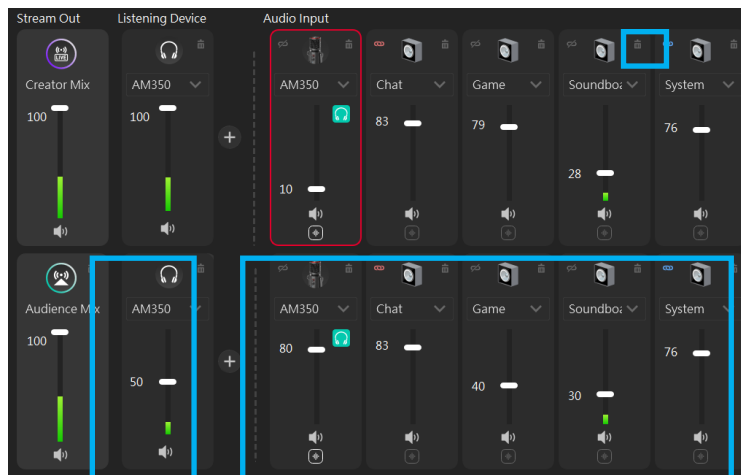 Stream Out Listening Device Audio Input
LIVE
Creator Mix AM350 AM350 Chat Game Soundboa System
100 100 10 83 79 28 76
+
Audience Mix AM350 AM350 Chat Game Soundboa System
100 50 80 83 40 30 76
+